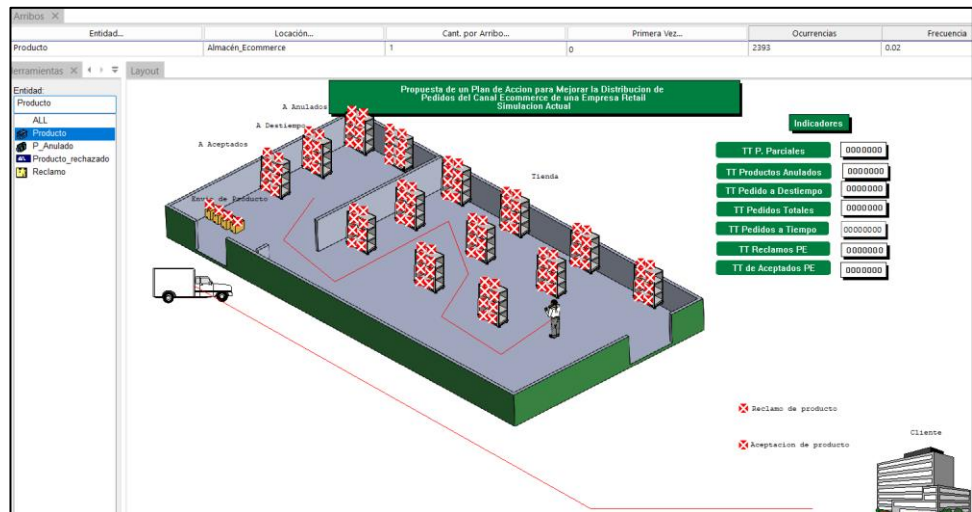 Arribos
Entidad... Locación... Cant. por Arribo... Primera Vez... Ocurrencias Frecuencia
Producto Almacén_Ecommerce 1 0 2393 0.02
erramientas Layout
Entidad:
Producto
ALL
Producto
P_Anulado
Producto_rechazado
Reclamo
Propuesta de un Plan de Accion para Mejorar la Distribucion de
Pedidos del Canal Ecommerce de una Empresa Retail
Simulacion Actual
A Anulados
A Destiempo
A Aceptados
Envio de Producto
Tienda
Indicadores
TT P. Parciales 0000000
TT Productos Anulados 0000000
TT Pedido a Destiempo 0000000
TT Pedidos Totales 0000000
TT Pedidos a Tiempo 00000000
TT Reclamos PE 0000000
TT de Aceptados PE 0000000
Reclamo de producto
Aceptacion de producto
Cliente